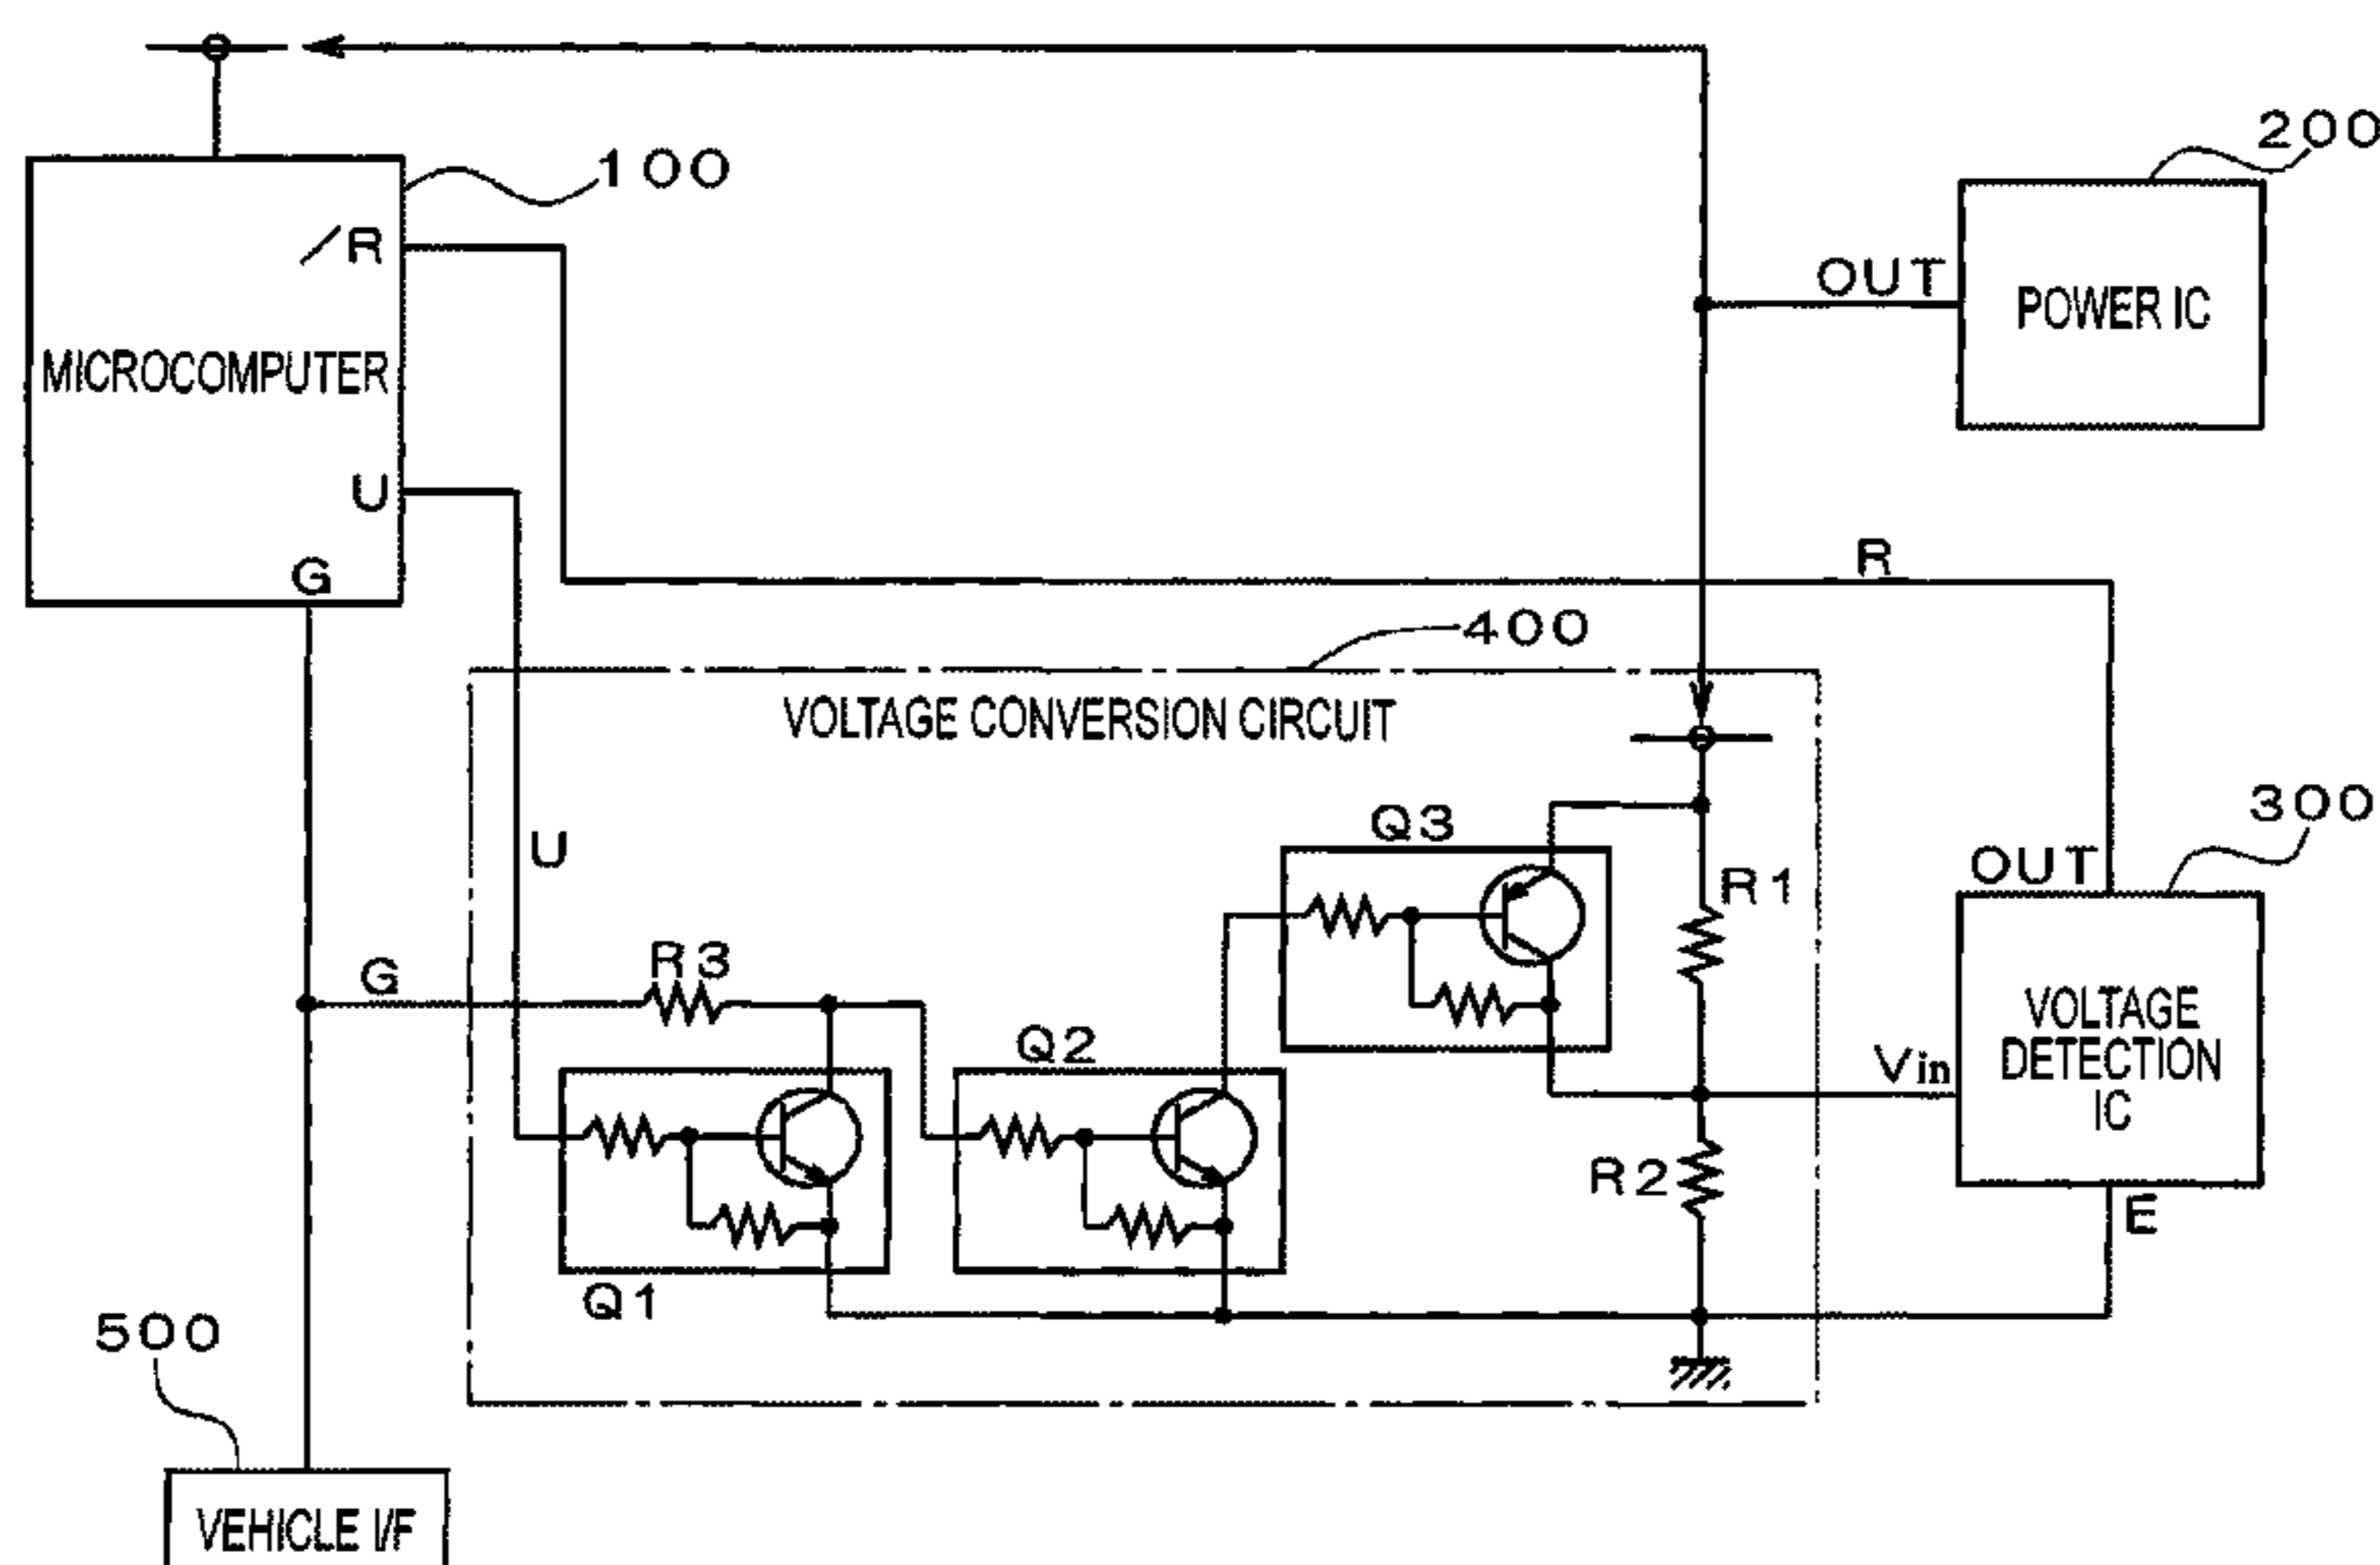 100
200
/R
OUT
POWER IC
MICROCOMPUTER
U
R
G
400
VOLTAGE CONVERSION CIRCUIT
300
Q3
U
OUT
R1
R3
G
VOLTAGE
DETECTION
IC
Q2
Vin
R2
E
Q1
500
VEHICLE I/F